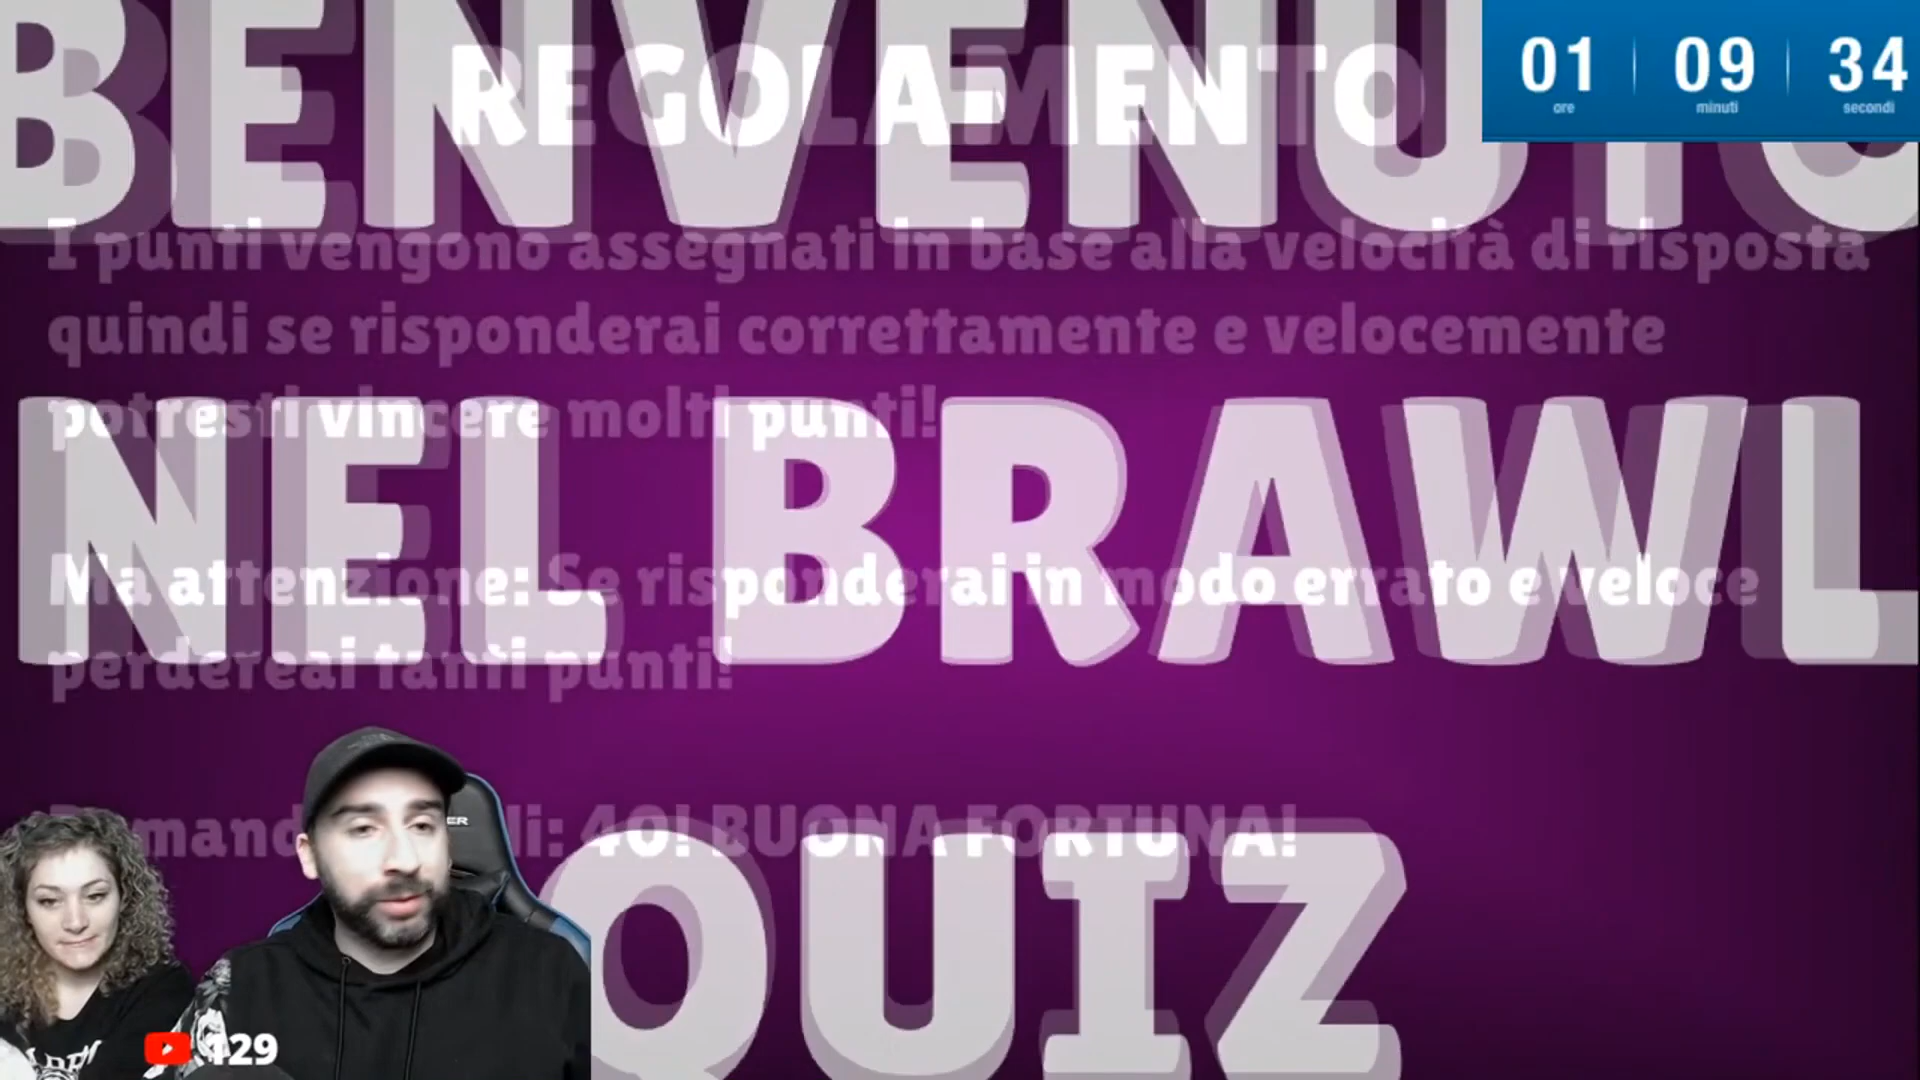 BENVENUTO
REGOLAMENTO
01 09 34
ore minuti secondi
I punti vengono assegnati in base alla velocità di risposta
quindi se risponderai correttamente e velocemente
potresti vincere molti punti!
NEL BRAWL
Ma attenzione: Se risponderai in modo errato e veloce
perdereai tanti punti!
40! BUONA FORTUNA!
QUIZ
129